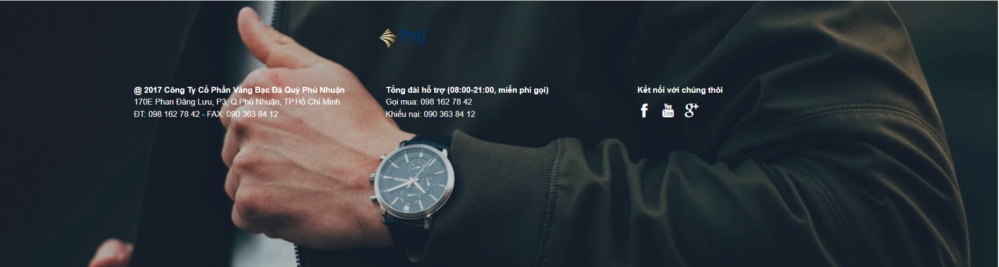 PNJ
@ 2017 Công Ty Cổ Phần Vàng Bạc Đá Quý Phú Nhuận
170E Phan Đăng Lưu, P3, Q.Phú Nhuận, TP.Hồ Chí Minh
ĐT: 098 162 78 42 - FAX: 090 363 84 12
Tổng đài hỗ trợ (08:00-21:00, miễn phí gọi)
Gọi mua: 098 162 78 42
Khiếu nại: 090 363 84 12
Kết nối với chúng thôi
f You Tube g+